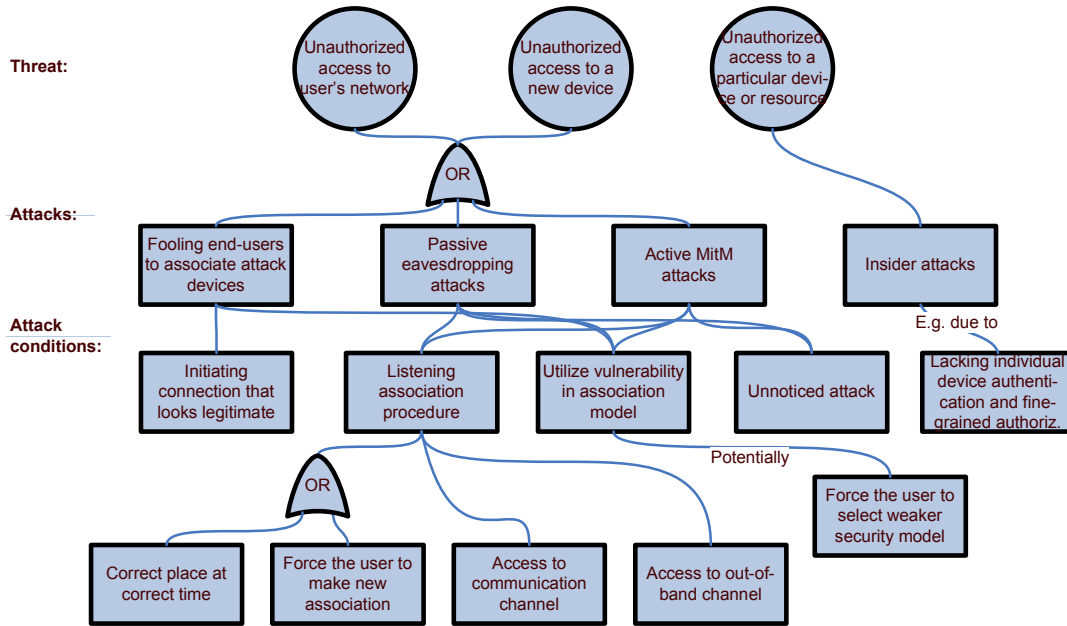 Threat:
Unauthorized
access to
user's network
Unauthorized
access to a
new device
Unauthorized
access to a
particular devi-
ce or resource
OR
Attacks:
Fooling end-users
to associate attack
devices
Passive
eavesdropping
attacks
Active MitM
attacks
Insider attacks
Attack
conditions:
E.g. due to
Initiating
connection that
looks legitimate
Listening
association
procedure
Utilize vulnerability
in association
model
Unnoticed attack
Lacking individual
device authenti-
cation and fine-
grained authoriz.
Potentially
OR
Force the user to
select weaker
security model
Correct place at
correct time
Force the user to
make new
association
Access to
communication
channel
Access to out-of-
band channel